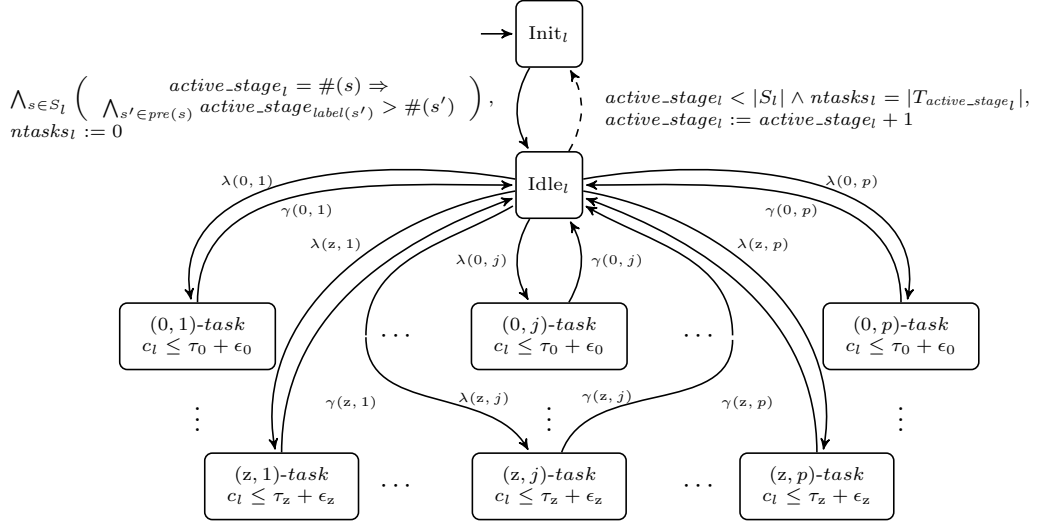 Init_l
⋀_{s∈S_l} ( active_stage_l = #(s) ⇒
⋀_{s′∈pre(s)} active_stage_{label(s′)} > #(s′) ) ,
ntasks_l := 0
active_stage_l < |S_l| ∧ ntasks_l = |T_{active_stage_l}|,
active_stage_l := active_stage_l + 1
Idle_l
λ(0, 1)
λ(0, p)
γ(0, 1)
γ(0, p)
λ(z, 1)
λ(z, p)
λ(0, j)
γ(0, j)
(0, 1)-task
c_l ≤ τ_0 + ϵ_0
· · ·
(0, j)-task
c_l ≤ τ_0 + ϵ_0
· · ·
(0, p)-task
c_l ≤ τ_0 + ϵ_0
γ(z, 1)
λ(z, j)
γ(z, j)
γ(z, p)
⋮
⋮
⋮
(z, 1)-task
c_l ≤ τ_z + ϵ_z
· · ·
(z, j)-task
c_l ≤ τ_z + ϵ_z
· · ·
(z, p)-task
c_l ≤ τ_z + ϵ_z